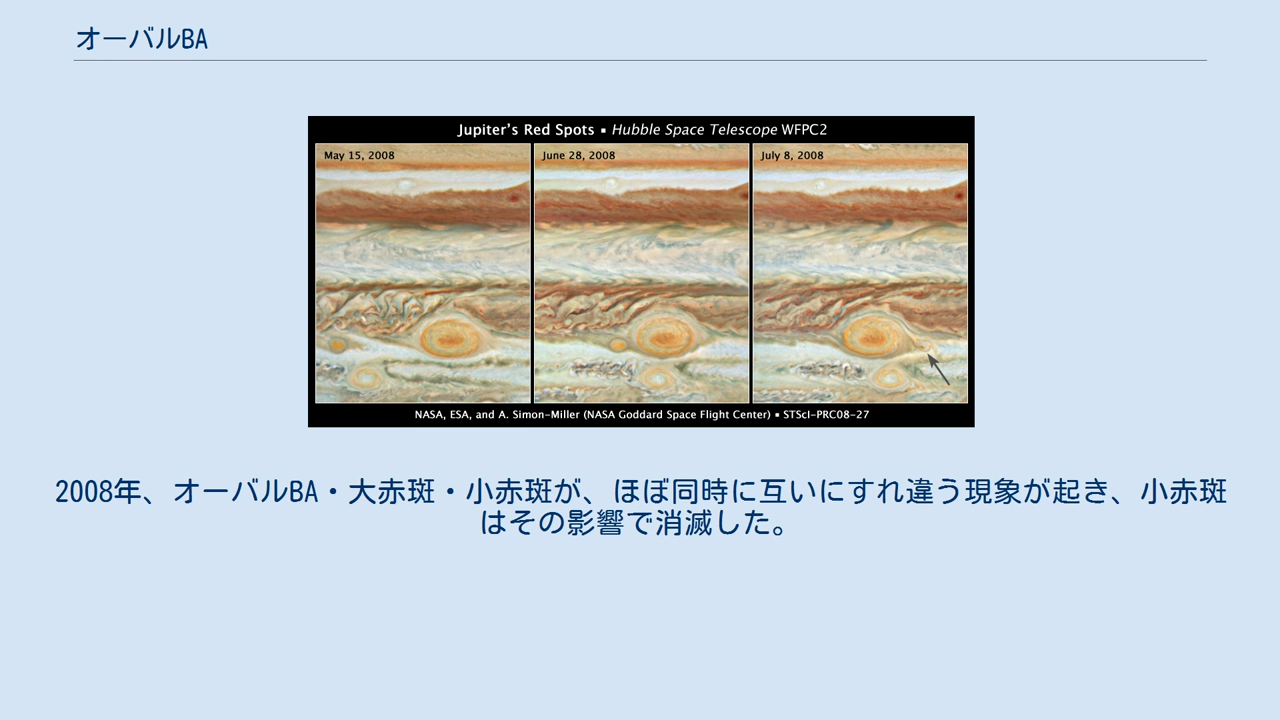 オーバルBA
Jupiter's Red Spots ▪ Hubble Space Telescope WFPC2
May 15, 2008
June 28, 2008
July 8, 2008
NASA, ESA, and A. Simon-Miller (NASA Goddard Space Flight Center) ▪ STScI-PRC08-27
2008年、オーバルBA・大赤斑・小赤斑が、ほぼ同時に互いにすれ違う現象が起き、小赤斑
はその影響で消滅した。